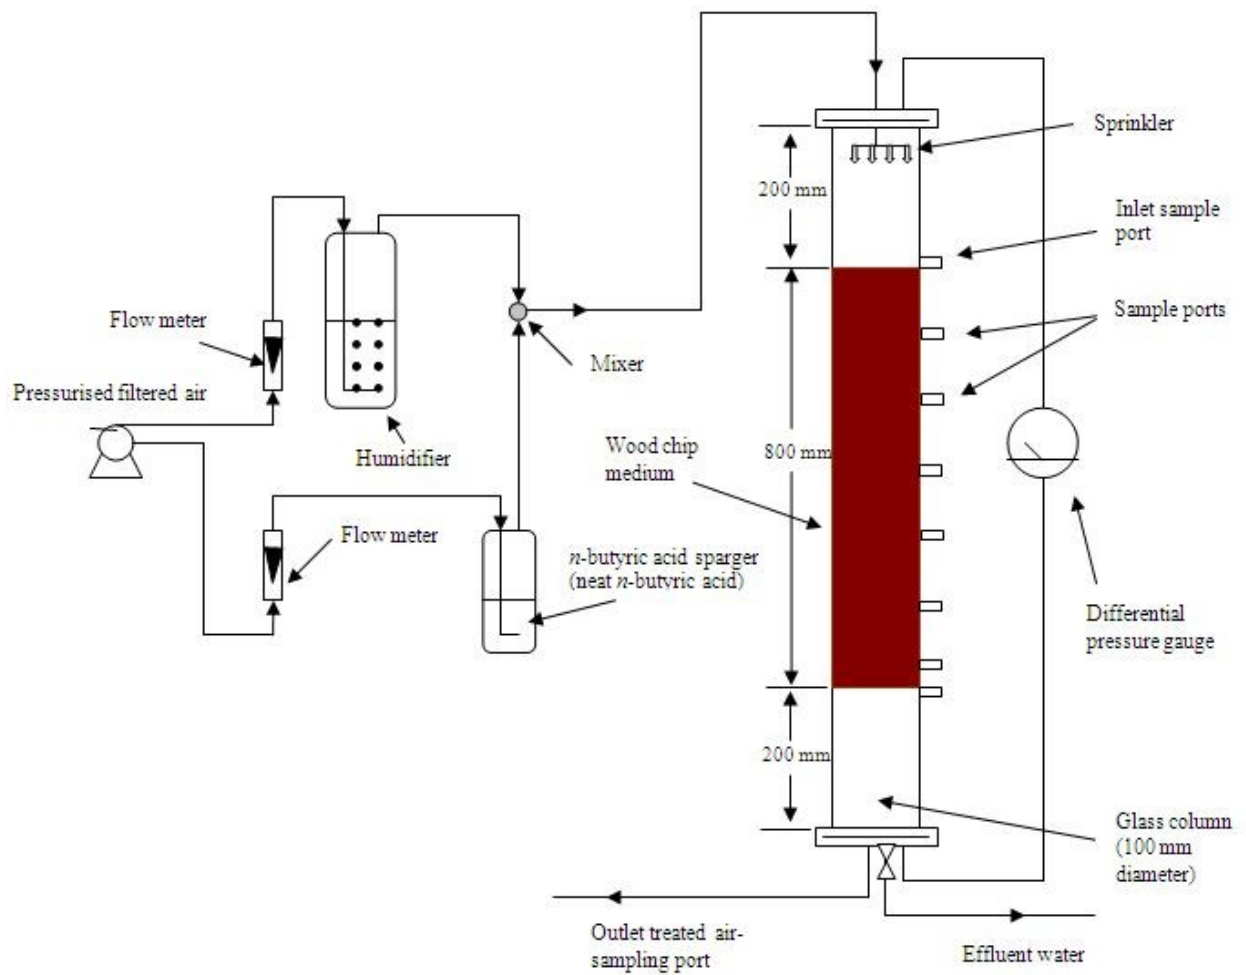 Sprinkler
200 mm
Inlet sample
port
Flow meter
Sample ports
Mixer
Pressurised filtered air
Humidifier
Wood chip
medium
800 mm
Flow meter
n-butyric acid sparger
(neat n-butyric acid)
Differential
pressure gauge
200 mm
Glass column
(100 mm
diameter)
Outlet treated air-
sampling port
Effluent water